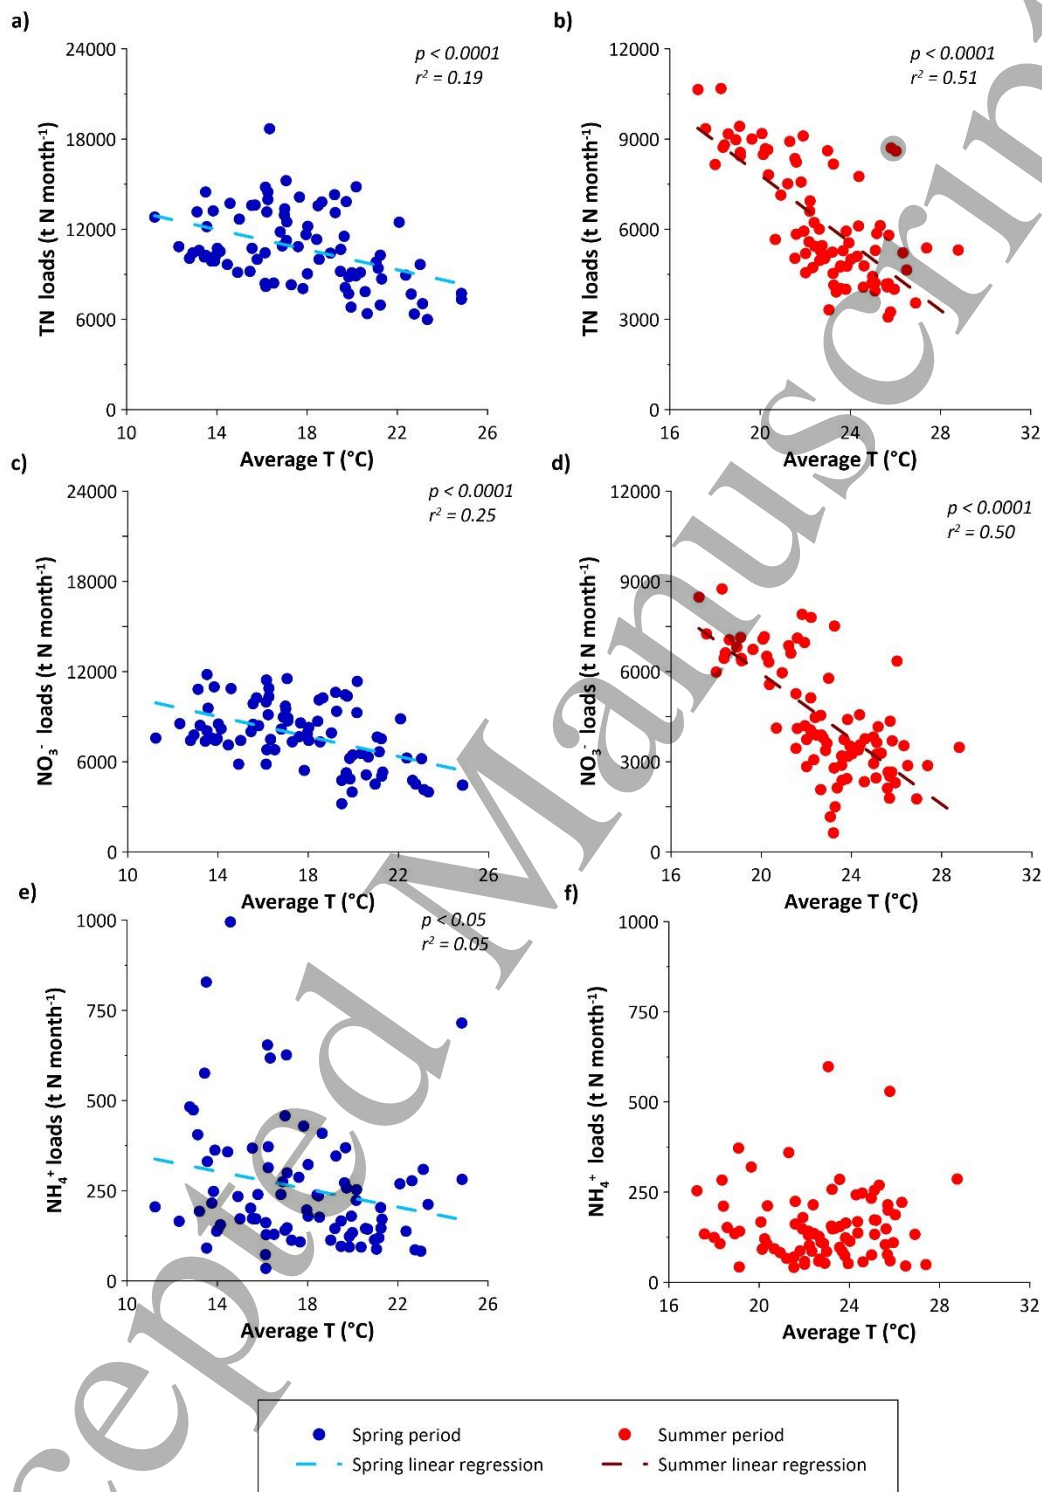 a)
p < 0.0001
r² = 0.19
24000
18000
12000
6000
0
TN loads (t N month⁻¹)
10 14 18 22 26
Average T (°C)
b)
p < 0.0001
r² = 0.51
12000
9000
6000
3000
0
TN loads (t N month⁻¹)
16 20 24 28 32
Average T (°C)
c)
p < 0.0001
r² = 0.25
24000
18000
12000
6000
0
NO₃⁻ loads (t N month⁻¹)
10 14 18 22 26
Average T (°C)
d)
p < 0.0001
r² = 0.50
12000
9000
6000
3000
0
NO₃⁻ loads (t N month⁻¹)
16 20 24 28 32
Average T (°C)
e)
p < 0.05
r² = 0.05
1000
750
500
250
0
NH₄⁺ loads (t N month⁻¹)
10 14 18 22 26
Average T (°C)
f)
1000
750
500
250
0
NH₄⁺ loads (t N month⁻¹)
16 20 24 28 32
Average T (°C)
Spring period
Summer period
Spring linear regression
Summer linear regression
cepted Manuscrip